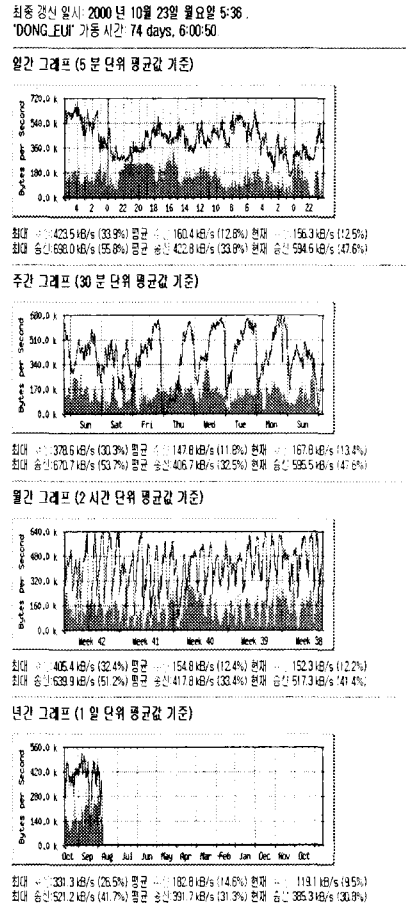 최종 갱신 일시: 2000 년 10월 23일 월요일 5:36 .
'DONG_EUI' 가동 시간: 74 days, 6:00:50.
일간 그래프 (5 분 단위 평균값 기준)
Bytes per Second
720.0 k
540.0 k
360.0 k
180.0 k
0.0 k
4 2 0 22 20 18 16 14 12 10 8 6 4 2 0 22
최대 423.5 kB/s (33.9%) 평균 160.4 kB/s (12.8%) 현재 156.3 kB/s (12.5%)
최대 송신:698.0 kB/s (55.8%) 평균 송신:422.8 kB/s (33.8%) 현재 송신:594.6 kB/s (47.6%)
주간 그래프 (30 분 단위 평균값 기준)
Bytes per Second
680.0 k
510.0 k
340.0 k
170.0 k
0.0 k
Sun Sat Fri Thu Wed Tue Mon Sun
최대 378.6 kB/s (30.3%) 평균 147.8 kB/s (11.8%) 현재 167.8 kB/s (13.4%)
최대 송신:670.7 kB/s (53.7%) 평균 송신:406.7 kB/s (32.5%) 현재 송신:595.5 kB/s (47.6%)
월간 그래프 (2 시간 단위 평균값 기준)
Bytes per Second
640.0 k
480.0 k
320.0 k
160.0 k
0.0 k
Week 42 Week 41 Week 40 Week 39 Week 38
최대 405.4 kB/s (32.4%) 평균 154.8 kB/s (12.4%) 현재 152.3 kB/s (12.2%)
최대 송신:639.9 kB/s (51.2%) 평균 송신:417.8 kB/s (33.4%) 현재 송신:517.3 kB/s (41.4%)
년간 그래프 (1 일 단위 평균값 기준)
Bytes per Second
560.0 k
420.0 k
280.0 k
140.0 k
0.0 k
Oct Sep Aug Jul Jun May Apr Mar Feb Jan Dec Nov Oct
최대 331.3 kB/s (26.5%) 평균 182.8 kB/s (14.6%) 현재 119.1 kB/s (9.5%)
최대 송신:521.2 kB/s (41.7%) 평균 송신:391.7 kB/s (31.3%) 현재 송신:385.3 kB/s (30.8%)